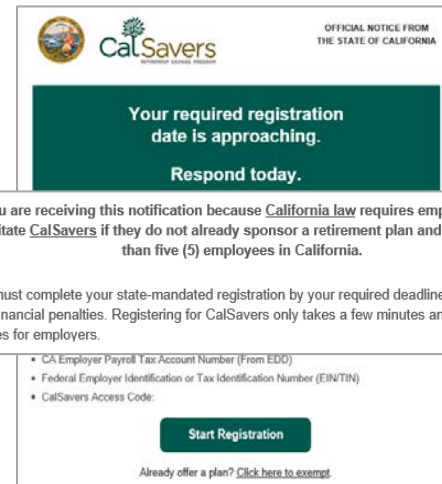 CalSavers
RETIREMENT SAVINGS PROGRAM
OFFICIAL NOTICE FROM
THE STATE OF CALIFORNIA
Your required registration
date is approaching.
Respond today.
u are receiving this notification because California law requires emp
itate CalSavers if they do not already sponsor a retirement plan and
than five (5) employees in California.
must complete your state-mandated registration by your required deadline
nancial penalties. Registering for CalSavers only takes a few minutes an
es for employers.
• CA Employer Payroll Tax Account Number (From EDD)
• Federal Employer Identification or Tax Identification Number (EIN/TIN)
• CalSavers Access Code:
Start Registration
Already offer a plan? Click here to exempt.